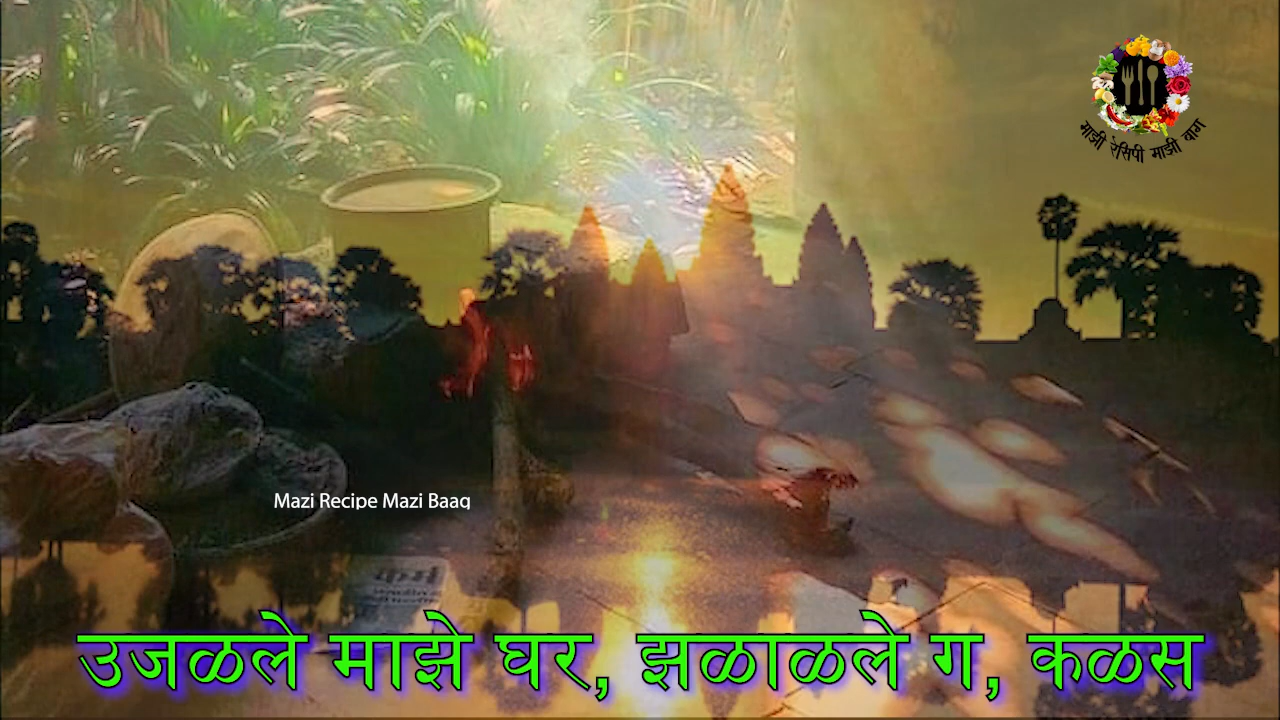 माझी रेसिपी माझी बाग
Mazi Recipe Mazi Baag
उजळले माझे घर, झळाळले ग, कळस